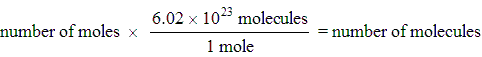 number of moles × 6.02 × 10²³ molecules / 1 mole = number of molecules